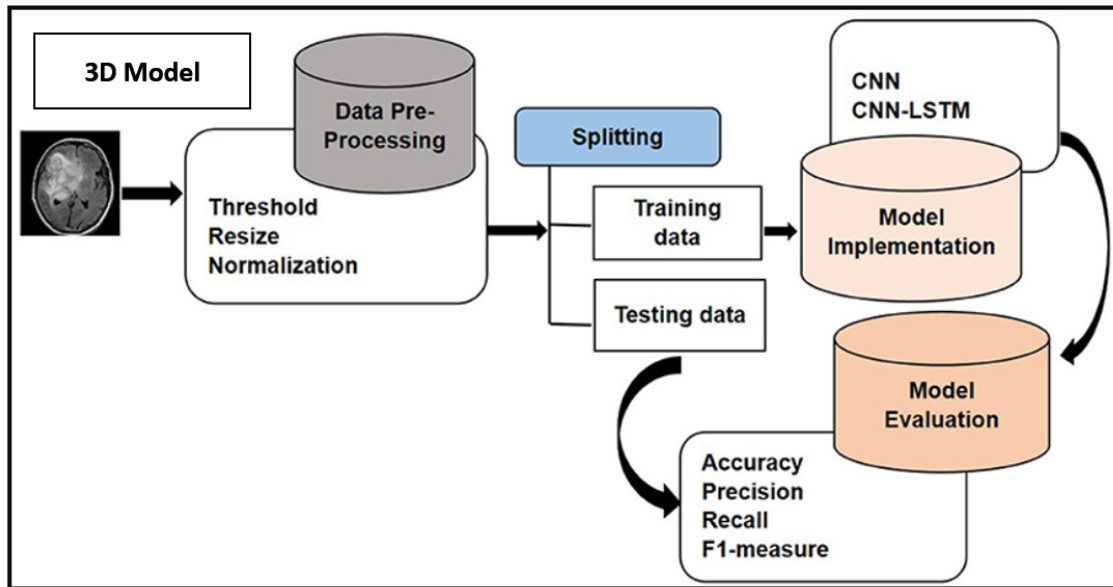 3D Model
Data Pre-
Processing
Threshold
Resize
Normalization
Splitting
Training
data
Testing data
CNN
CNN-LSTM
Model
Implementation
Model
Evaluation
Accuracy
Precision
Recall
F1-measure